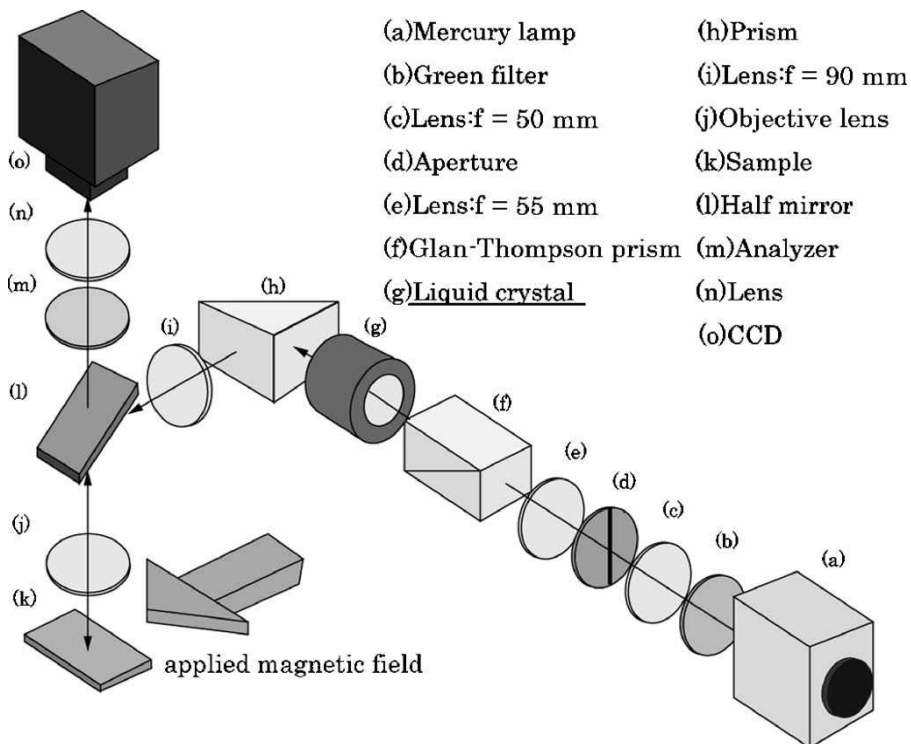 (a)Mercury lamp
(b)Green filter
(c)Lens:f = 50 mm
(d)Aperture
(e)Lens:f = 55 mm
(f)Glan-Thompson prism
(g)Liquid crystal
(h)Prism
(i)Lens:f = 90 mm
(j)Objective lens
(k)Sample
(l)Half mirror
(m)Analyzer
(n)Lens
(o)CCD
(o)
(n)
(m)
(l)
(j)
(k)
(i)
(h)
(g)
(f)
(e)
(d)
(c)
(b)
(a)
applied magnetic field